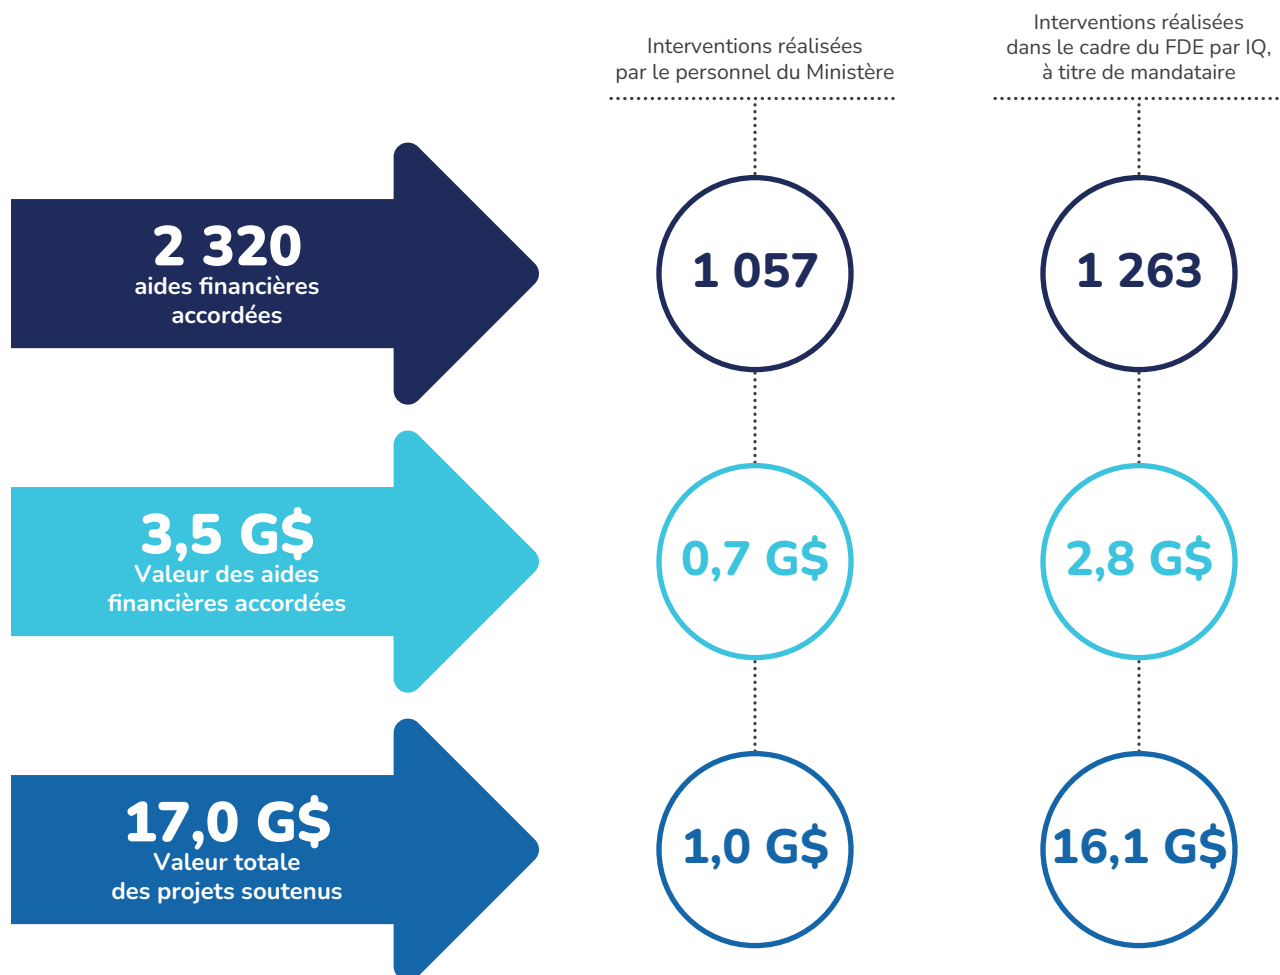 Interventions réalisées
par le personnel du Ministère
Interventions réalisées
dans le cadre du FDE par IQ,
à titre de mandataire
2 320
aides financières
accordées
1 057
1 263
3,5 G$
Valeur des aides
financières accordées
0,7 G$
2,8 G$
17,0 G$
Valeur totale
des projets soutenus
1,0 G$
16,1 G$